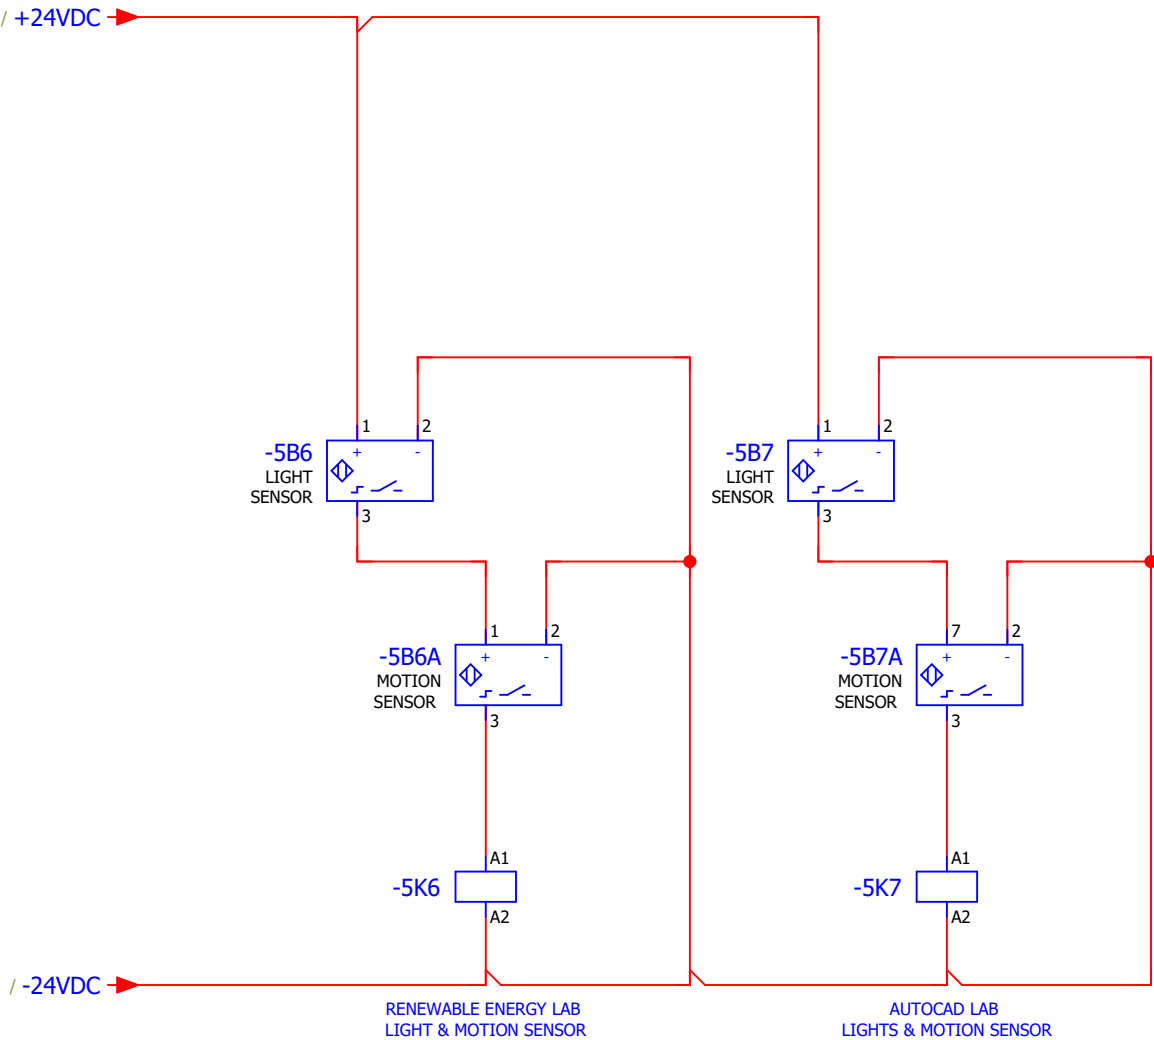 / +24VDC
1 2
-5B6
LIGHT
SENSOR
+ -
3
1 2
-5B7
LIGHT
SENSOR
+ -
3
1 2
-5B6A
MOTION
SENSOR
+ -
3
7 2
-5B7A
MOTION
SENSOR
+ -
3
A1
-5K6
A2
A1
-5K7
A2
/ -24VDC
RENEWABLE ENERGY LAB
LIGHT & MOTION SENSOR
AUTOCAD LAB
LIGHTS & MOTION SENSOR